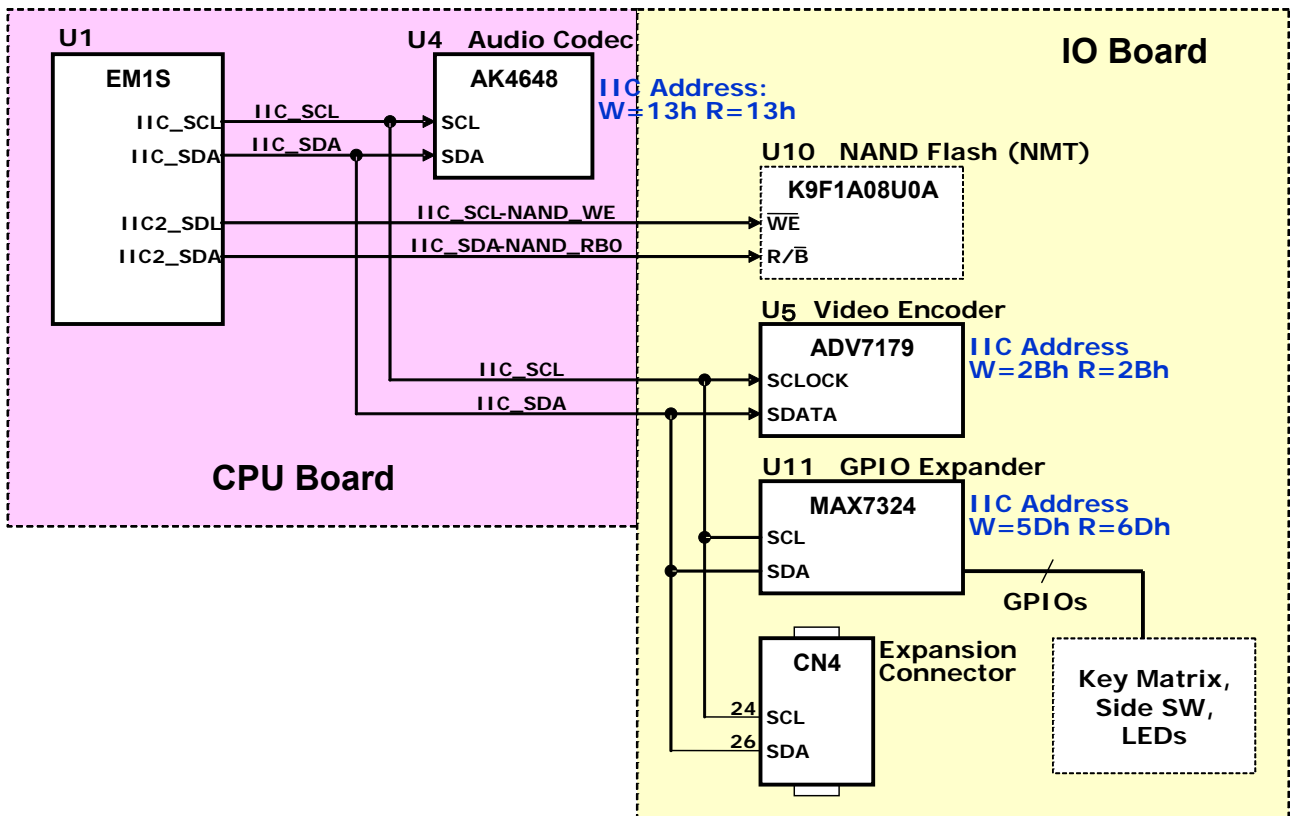 U1
EM1S
IIC_SCL
IIC_SDA
IIC2_SDL
IIC2_SDA
IIC_SCL
IIC_SDA
U4 Audio Codec
AK4648
SCL
SDA
IIC Address:
W=13h R=13h
IIC_SCL-NAND_WE
IIC_SDA-NAND_RB0
IIC_SCL
IIC_SDA
CPU Board
IO Board
U10 NAND Flash (NMT)
K9F1A08U0A
WE
R/B
U5 Video Encoder
ADV7179
SCLOCK
SDATA
IIC Address
W=2Bh R=2Bh
U11 GPIO Expander
MAX7324
SCL
SDA
IIC Address
W=5Dh R=6Dh
GPIOs
CN4
24
SCL
26
SDA
Expansion
Connector
Key Matrix,
Side SW,
LEDs